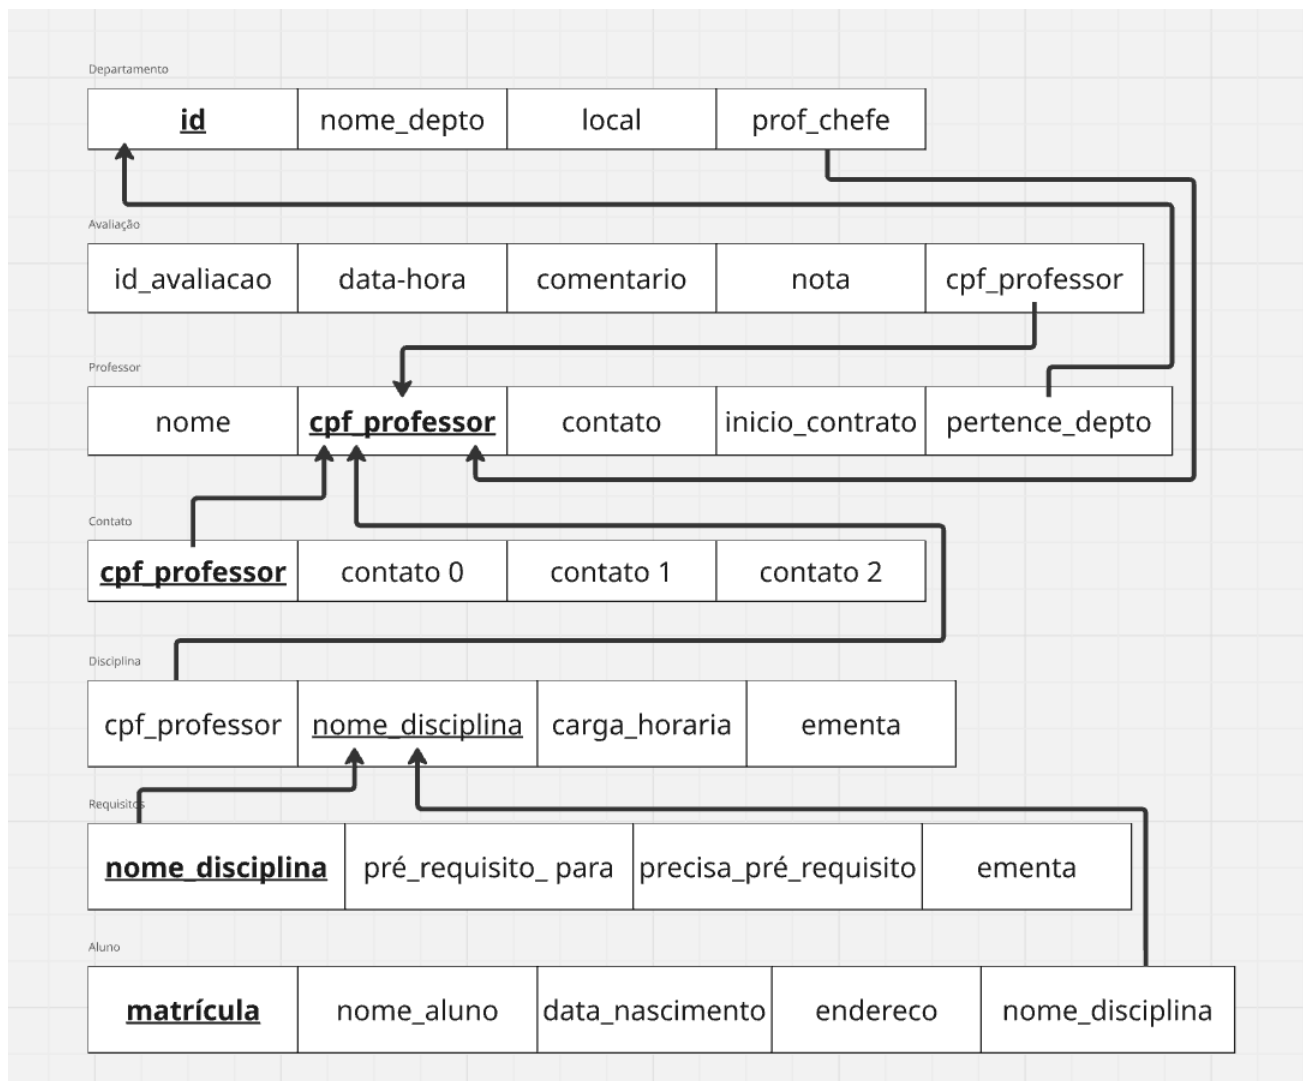 Departamento
id nome_depto local prof_chefe
Avaliação
id_avaliacao data-hora comentario nota cpf_professor
Professor
nome cpf_professor contato inicio_contrato pertence_depto
Contato
cpf_professor contato 0 contato 1 contato 2
Disciplina
cpf_professor nome_disciplina carga_horaria ementa
Requisitos
nome_disciplina pré_requisito_ para precisa_pré_requisito ementa
Aluno
matrícula nome_aluno data_nascimento endereco nome_disciplina